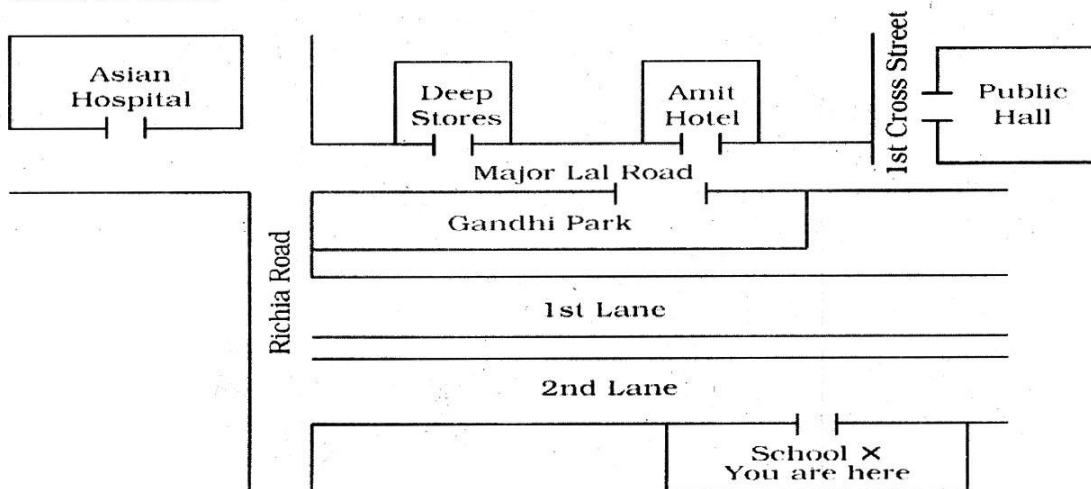 Asian
Hospital
Deep
Stores
Amit
Hotel
1st Cross Street
Public
Hall
Major Lal Road
Gandhi Park
Richia Road
1st Lane
2nd Lane
School ×
You are here